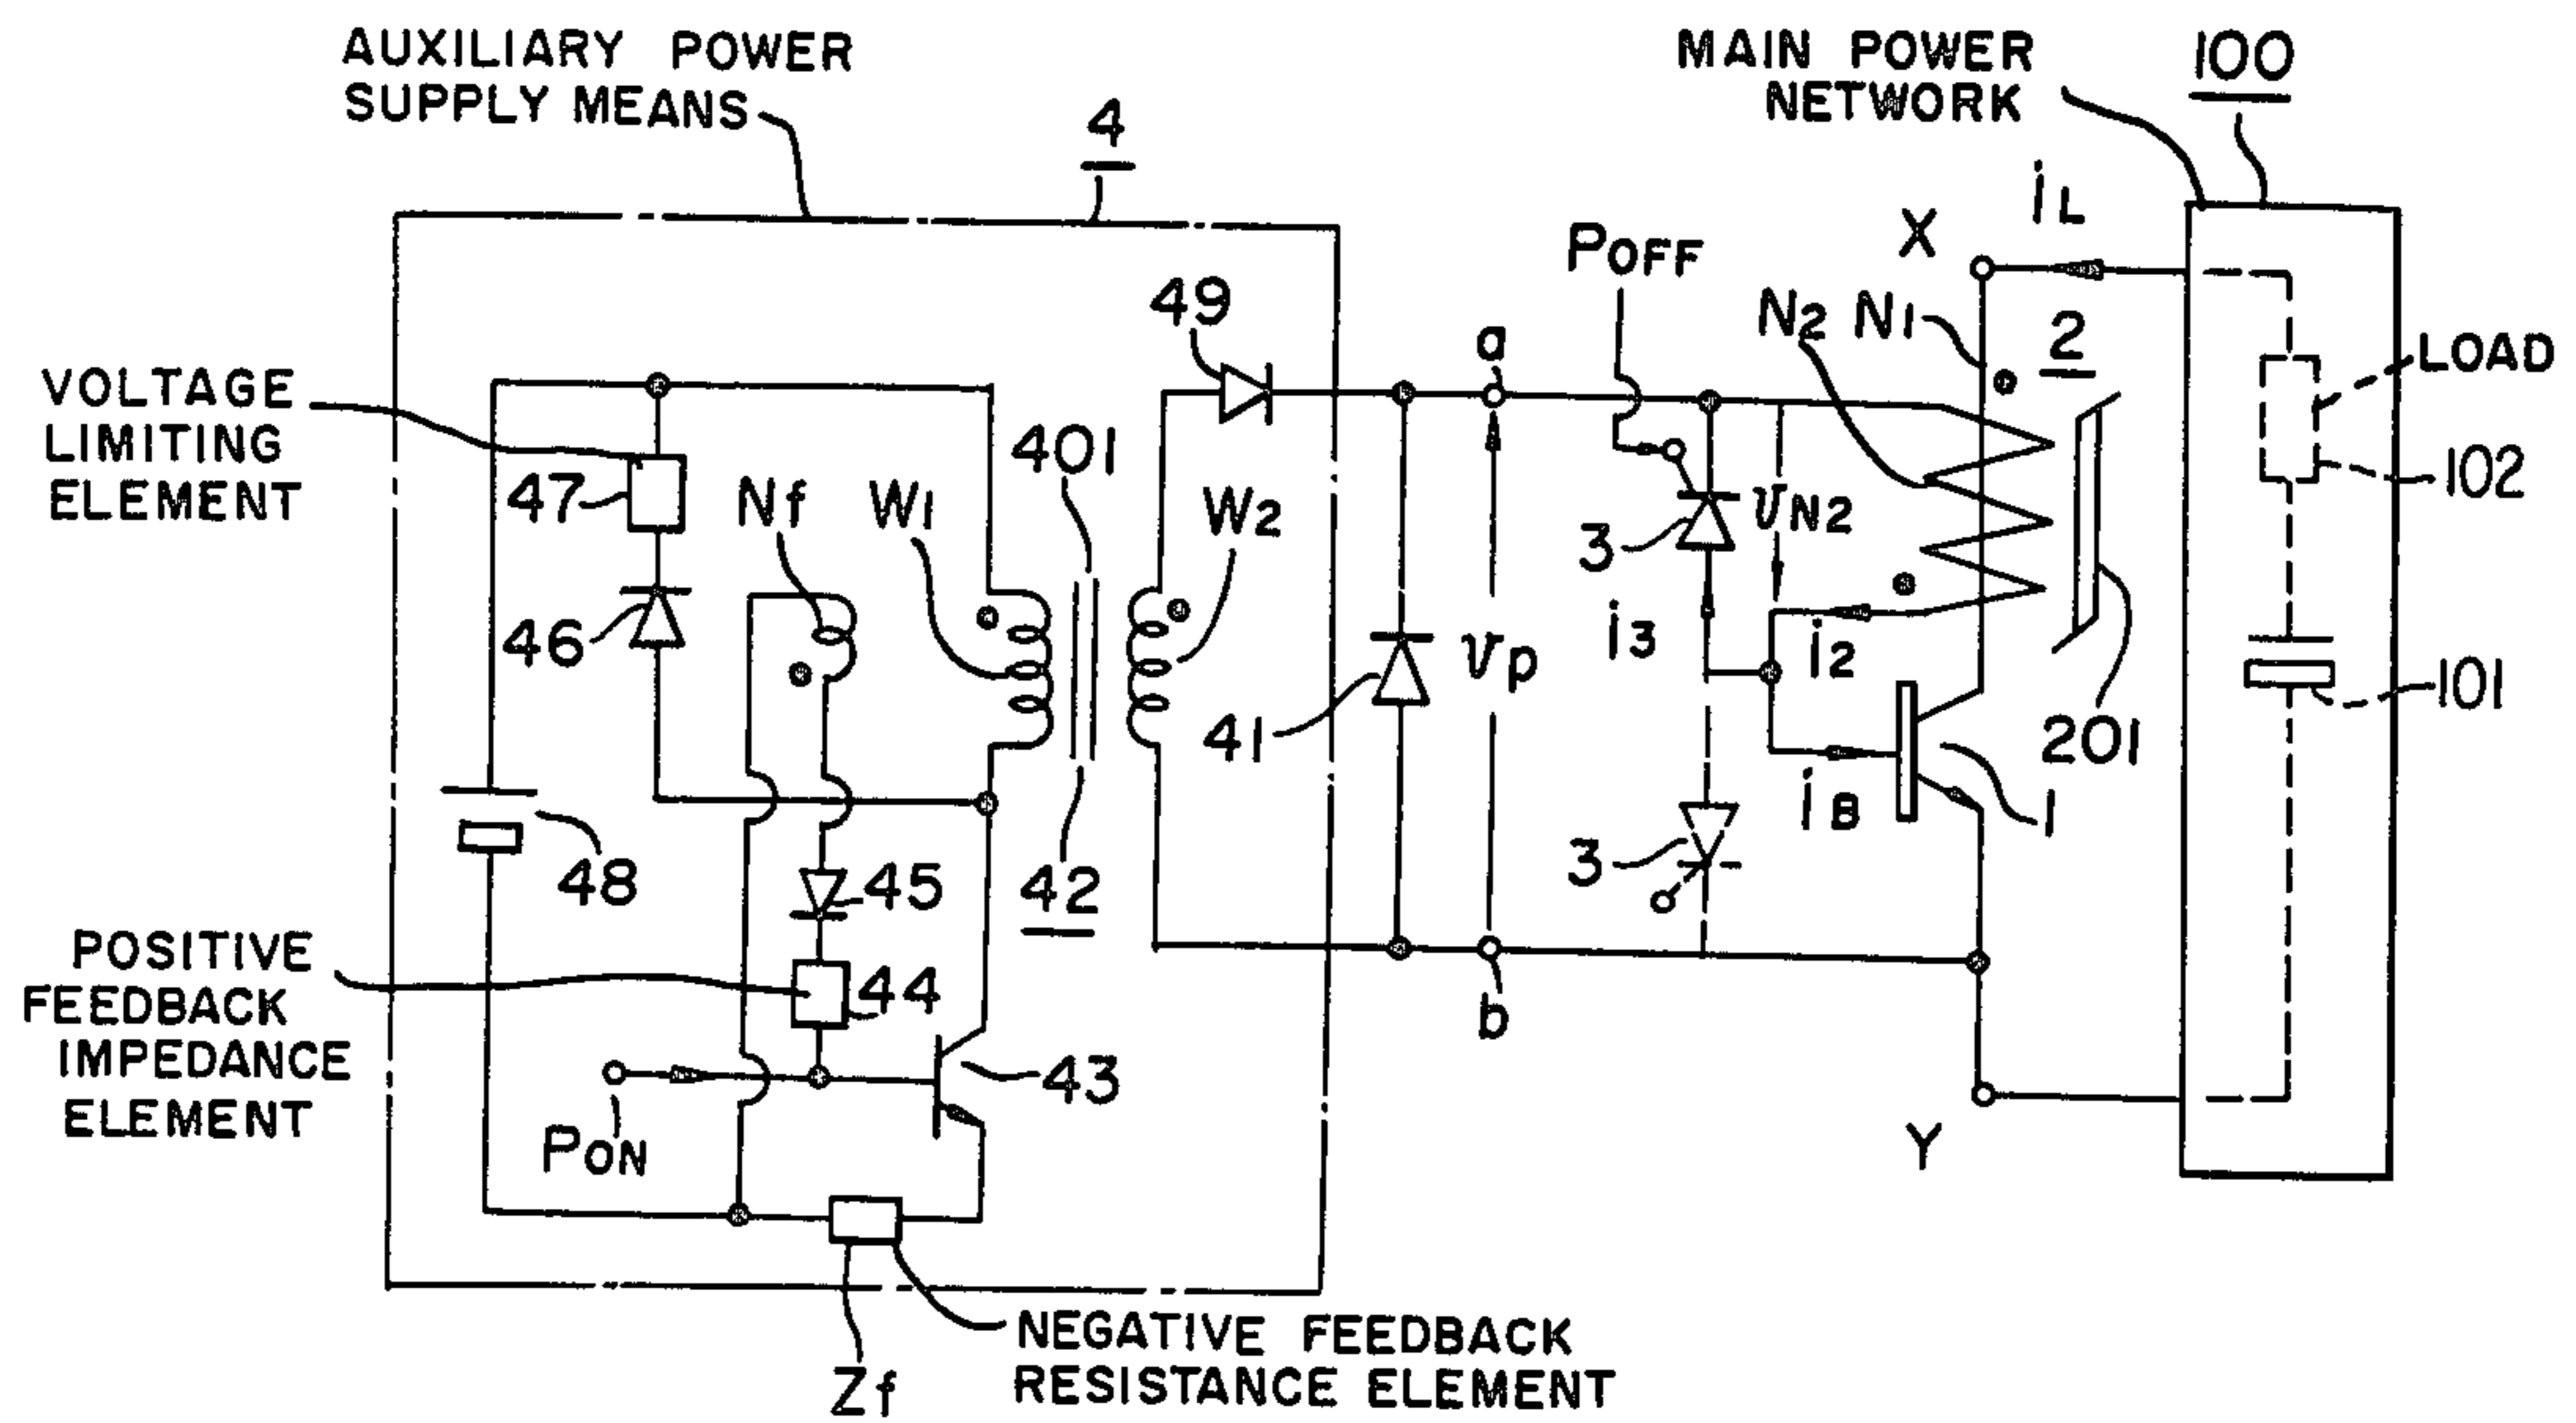 AUXILIARY POWER
SUPPLY MEANS
4
MAIN POWER
NETWORK
100
iL
X
POFF
49
a
N2 N1
2
LOAD
VOLTAGE
LIMITING
ELEMENT
47
Nf
W1
401
W2
3
vN2
102
46
i3
i2
vp
41
101
201
iB
1
48
45
42
3
POSITIVE
FEEDBACK
IMPEDANCE
ELEMENT
44
43
b
PON
Y
Zf
NEGATIVE FEEDBACK
RESISTANCE ELEMENT